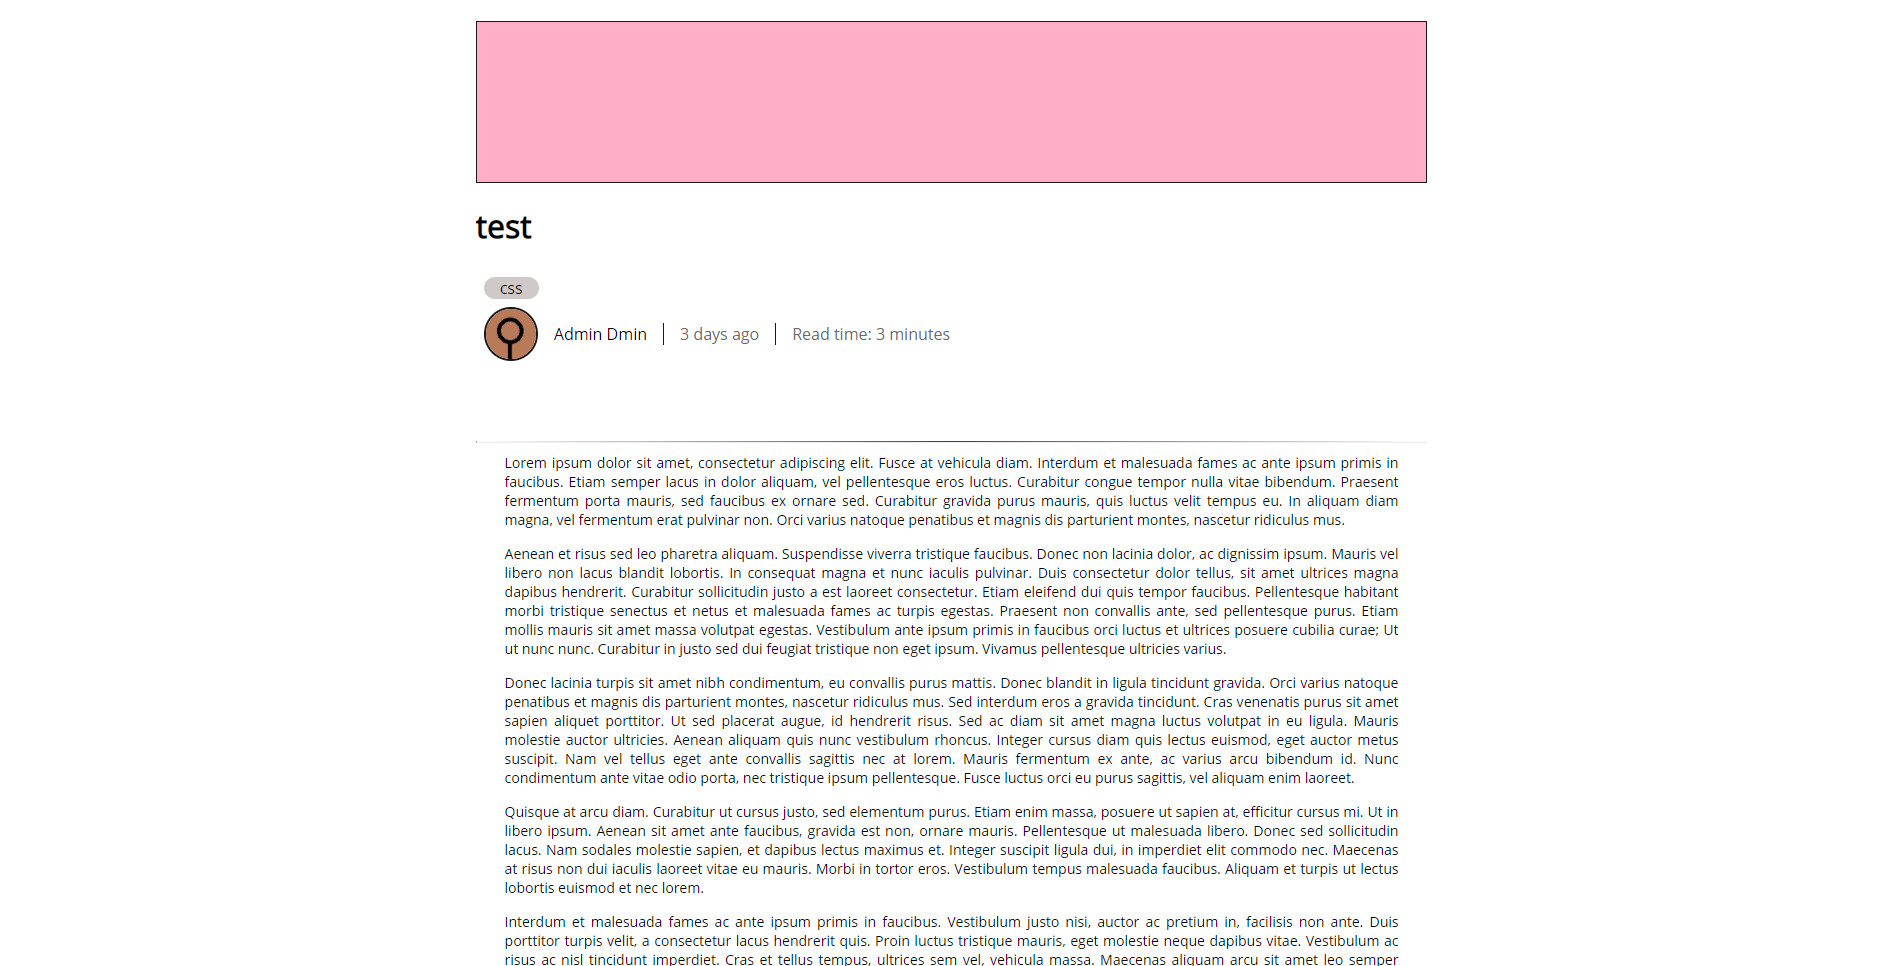 test
css
Admin Dmin
3 days ago
Read time: 3 minutes
Lorem ipsum dolor sit amet, consectetur adipiscing elit. Fusce at vehicula diam. Interdum et malesuada fames ac ante ipsum primis in
faucibus. Etiam semper lacus in dolor aliquam, vel pellentesque eros luctus. Curabitur congue tempor nulla vitae bibendum. Praesent
fermentum porta mauris, sed faucibus ex ornare sed. Curabitur gravida purus mauris, quis luctus velit tempus eu. In aliquam diam
magna, vel fermentum erat pulvinar non. Orci varius natoque penatibus et magnis dis parturient montes, nascetur ridiculus mus.
Aenean et risus sed leo pharetra aliquam. Suspendisse viverra tristique faucibus. Donec non lacinia dolor, ac dignissim ipsum. Mauris vel
libero non lacus blandit lobortis. In consequat magna et nunc iaculis pulvinar. Duis consectetur dolor tellus, sit amet ultrices magna
dapibus hendrerit. Curabitur sollicitudin justo a est laoreet consectetur. Etiam eleifend dui quis tempor faucibus. Pellentesque habitant
morbi tristique senectus et netus et malesuada fames ac turpis egestas. Praesent non convallis ante, sed pellentesque purus. Etiam
mollis mauris sit amet massa volutpat egestas. Vestibulum ante ipsum primis in faucibus orci luctus et ultrices posuere cubilia curae; Ut
ut nunc nunc. Curabitur in justo sed dui feugiat tristique non eget ipsum. Vivamus pellentesque ultricies varius.
Donec lacinia turpis sit amet nibh condimentum, eu convallis purus mattis. Donec blandit in ligula tincidunt gravida. Orci varius natoque
penatibus et magnis dis parturient montes, nascetur ridiculus mus. Sed interdum eros a gravida tincidunt. Cras venenatis purus sit amet
sapien aliquet porttitor. Ut sed placerat augue, id hendrerit risus. Sed ac diam sit amet magna luctus volutpat in eu ligula. Mauris
molestie auctor ultricies. Aenean aliquam quis nunc vestibulum rhoncus. Integer cursus diam quis lectus euismod, eget auctor metus
suscipit. Nam vel tellus eget ante convallis sagittis nec at lorem. Mauris fermentum ex ante, ac varius arcu bibendum id. Nunc
condimentum ante vitae odio porta, nec tristique ipsum pellentesque. Fusce luctus orci eu purus sagittis, vel aliquam enim laoreet.
Quisque at arcu diam. Curabitur ut cursus justo, sed elementum purus. Etiam enim massa, posuere ut sapien at, efficitur cursus mi. Ut in
libero ipsum. Aenean sit amet ante faucibus, gravida est non, ornare mauris. Pellentesque ut malesuada libero. Donec sed sollicitudin
lacus. Nam sodales molestie sapien, et dapibus lectus maximus et. Integer suscipit ligula dui, in imperdiet elit commodo nec. Maecenas
at risus non dui iaculis laoreet vitae eu mauris. Morbi in tortor eros. Vestibulum tempus malesuada faucibus. Aliquam et turpis ut lectus
lobortis euismod et nec lorem.
Interdum et malesuada fames ac ante ipsum primis in faucibus. Vestibulum justo nisi, auctor ac pretium in, facilisis non ante. Duis
porttitor turpis velit, a consectetur lacus hendrerit quis. Proin luctus tristique mauris, eget molestie neque dapibus vitae. Vestibulum ac
risus ac nisl tincidunt imperdiet. Cras et tellus tempus, ultrices sem vel, vehicula massa. Maecenas aliquam arcu sit amet leo semper